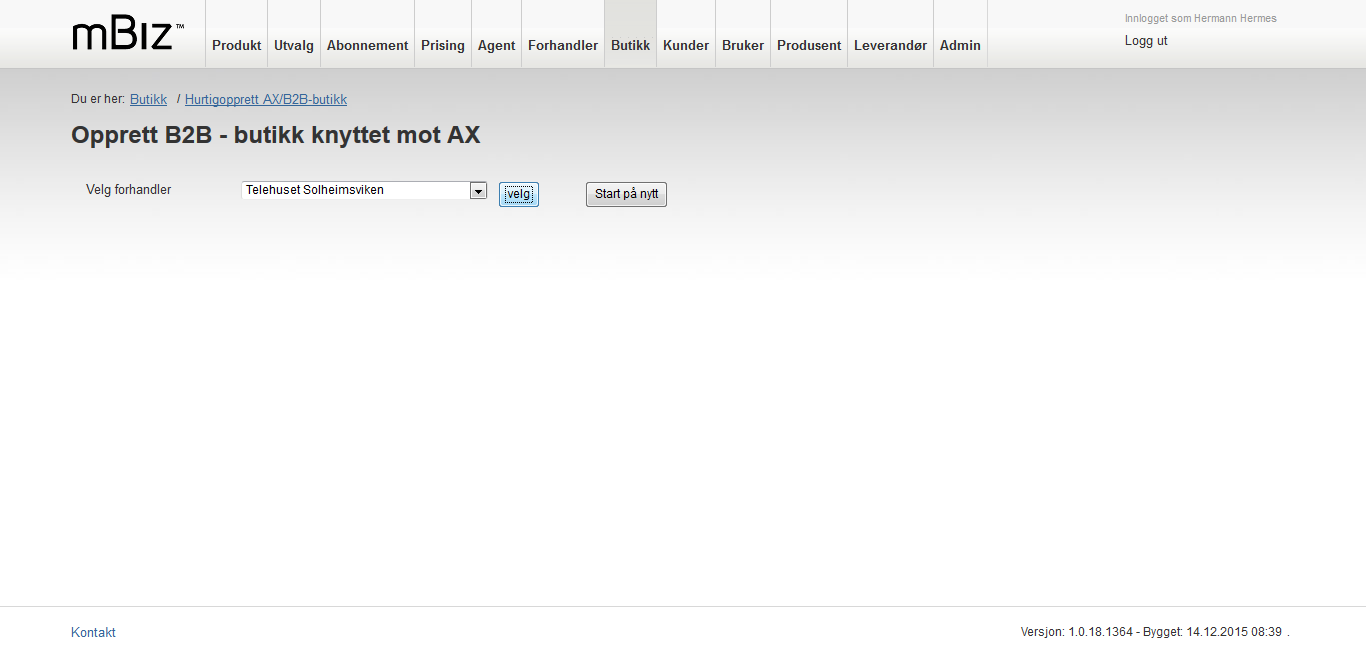 mBiz™
Produkt Utvalg Abonnement Prising Agent Forhandler Butikk Kunder Bruker Produsent Leverandør Admin
Innlogget som Hermann Hermes
Logg ut
Du er her: Butikk / Hurtigopprett AX/B2B-butikk
Opprett B2B - butikk knyttet mot AX
Velg forhandler Telehuset Solheimsviken velg Start på nytt
Kontakt Versjon: 1.0.18.1364 - Bygget: 14.12.2015 08:39 .